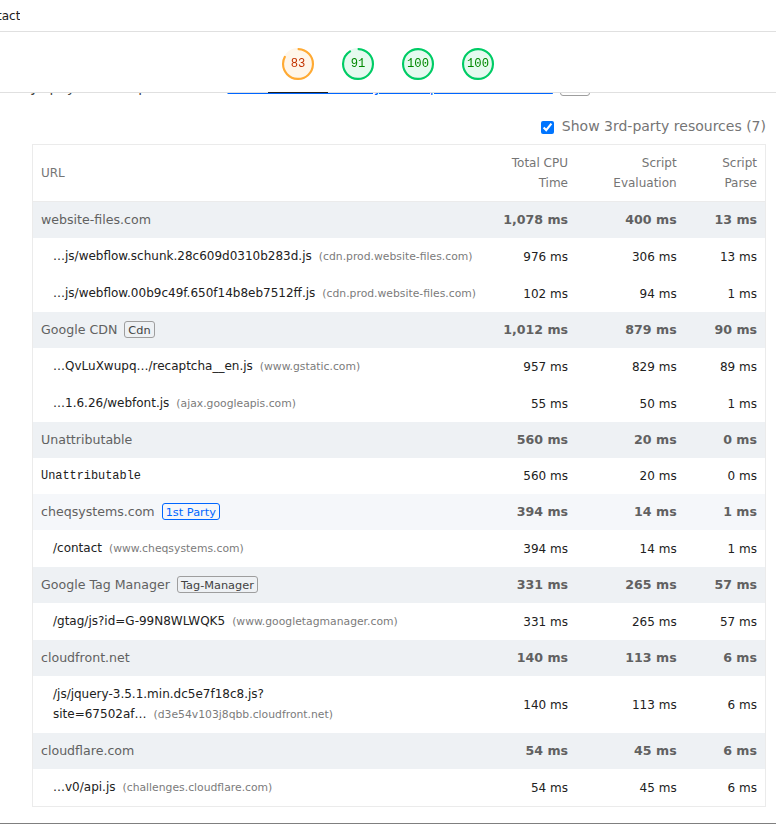 tact
83 91 100 100
Show 3rd-party resources (7)
URL Total CPU Time Script Evaluation Script Parse
website-files.com 1,078 ms 400 ms 13 ms
...js/webflow.schunk.28c609d0310b283d.js (cdn.prod.website-files.com) 976 ms 306 ms 13 ms
...js/webflow.00b9c49f.650f14b8eb7512ff.js (cdn.prod.website-files.com) 102 ms 94 ms 1 ms
Google CDN Cdn 1,012 ms 879 ms 90 ms
…QvLuXwupq…/recaptcha__en.js (www.gstatic.com) 957 ms 829 ms 89 ms
…1.6.26/webfont.js (ajax.googleapis.com) 55 ms 50 ms 1 ms
Unattributable 560 ms 20 ms 0 ms
Unattributable 560 ms 20 ms 0 ms
cheqsystems.com 1st Party 394 ms 14 ms 1 ms
/contact (www.cheqsystems.com) 394 ms 14 ms 1 ms
Google Tag Manager Tag-Manager 331 ms 265 ms 57 ms
/gtag/js?id=G-99N8WLWQK5 (www.googletagmanager.com) 331 ms 265 ms 57 ms
cloudfront.net 140 ms 113 ms 6 ms
/js/jquery-3.5.1.min.dc5e7f18c8.js?
site=67502af… (d3e54v103j8qbb.cloudfront.net) 140 ms 113 ms 6 ms
cloudflare.com 54 ms 45 ms 6 ms
…v0/api.js (challenges.cloudflare.com) 54 ms 45 ms 6 ms